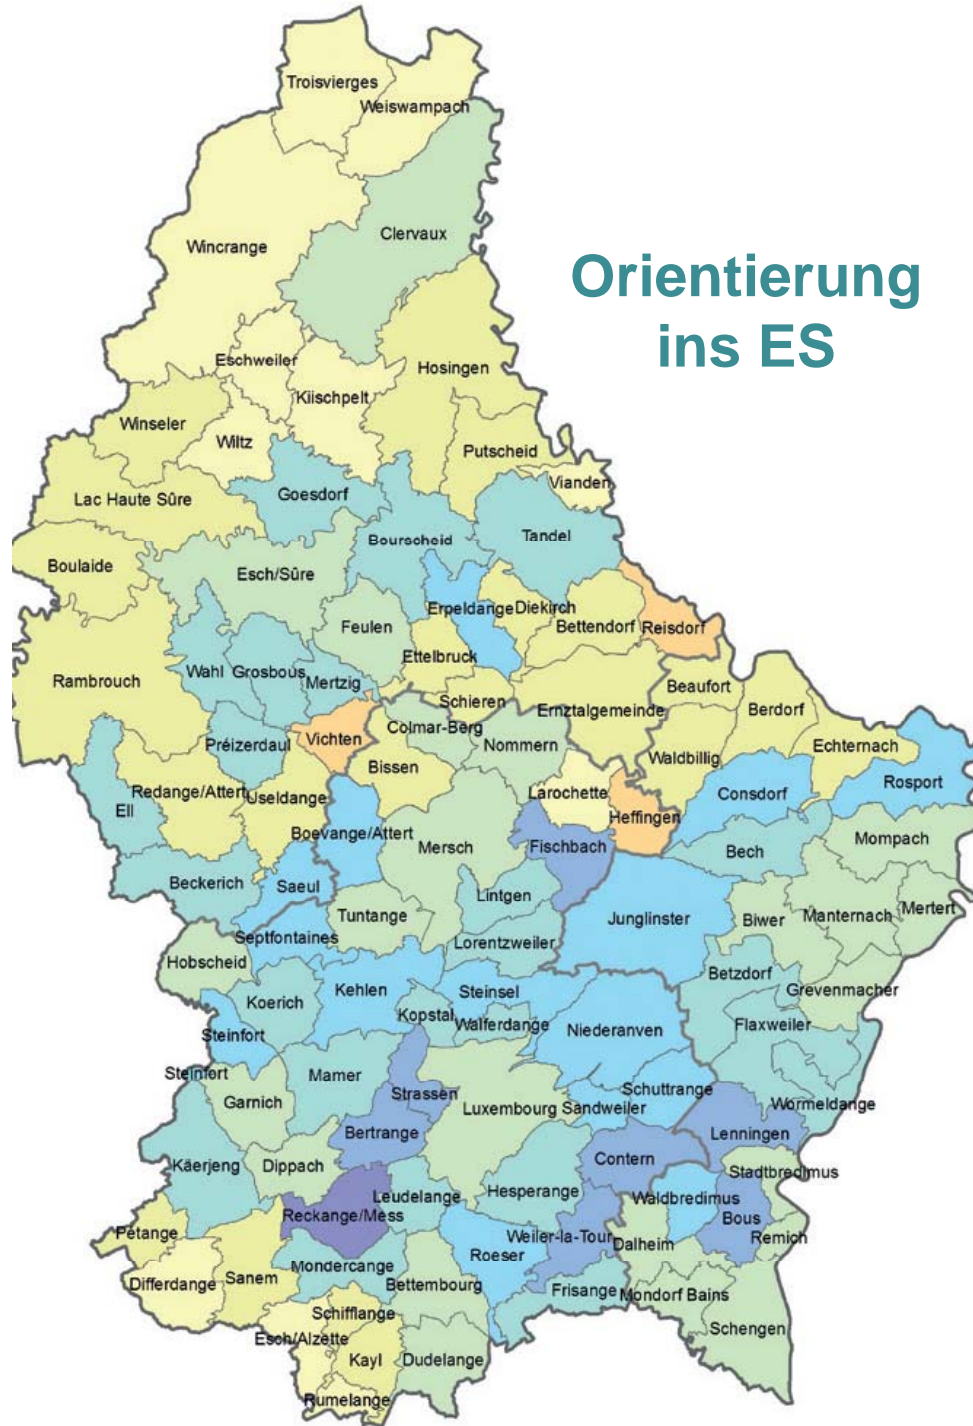 Troisvierges
Weiswampach
Clervaux
Wincrange
Orientierung
ins ES
Eschweiler
Hosingen
Kiischpelt
Winseler
Wiltz
Putscheid
Vianden
Lac Haute Sûre
Goesdorf
Bourscheid
Tandel
Boulaide
Esch/Sûre
Erpeldange
Diekirch
Feulen
Bettendorf
Reisdorf
Ettelbruck
Wahl
Grosbous
Mertzig
Rambrouch
Beaufort
Schieren
Ernztalgemeinde
Berdorf
Colmar-Berg
Vichten
Préizerdaul
Nommern
Echternach
Waldbillig
Bissen
Rosport
Redange/Attert
Useldange
Larochette
Consdorf
Ell
Heffingen
Boevange/Attert
Mersch
Fischbach
Mompach
Bech
Beckerich
Saeul
Lintgen
Tuntange
Junglinster
Biwer
Manternach
Mertert
Septfontaines
Lorentzweiler
Hobscheid
Betzdorf
Kehlen
Steinsel
Grevenmacher
Koerich
Kopstal
Walferdange
Niederanven
Flaxweiler
Steinfort
Steinfort
Mamer
Strassen
Schuttrange
Garnich
Luxembourg
Sandweiler
Wormeldange
Bertrange
Lenningen
Käerjeng
Dippach
Contern
Stadtbredimus
Leudelange
Hesperange
Waldbredimus
Reckange/Mess
Bous
Pétange
Weiler-la-Tour
Remich
Dalheim
Roeser
Mondercange
Differdange
Sanem
Bettembourg
Frisange
Mondorf Bains
Schifflange
Schengen
Esch/Alzette
Kayl
Dudelange
Rumelange